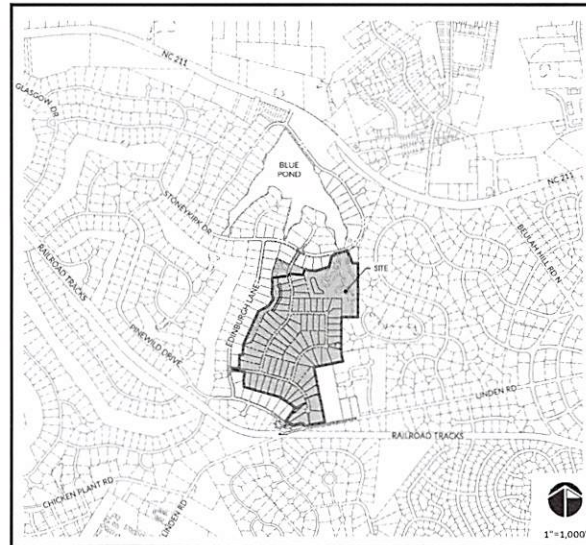 NC 211
GLASGOW DR
BLUE
POND
STONEYKIRK DR
NC 211
BEULAH HILL RD N
SITE
RAILROAD TRACKS
EDINBURGH LANE
PINEWILD DRIVE
LINDEN RD
RAILROAD TRACKS
CHICKEN PLANT RD
LINDEN RD
1"=1,000'